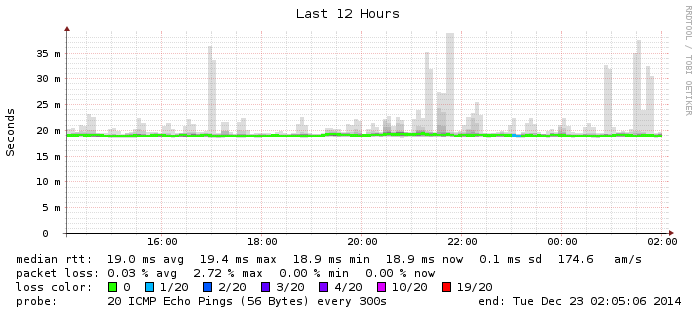 Last 12 Hours
RRDTOOL / TOBI OETIKER
Seconds
35 m
30 m
25 m
20 m
15 m
10 m
5 m
0
16:00 18:00 20:00 22:00 00:00 02:00
median rtt: 19.0 ms avg 19.4 ms max 18.9 ms min 18.9 ms now 0.1 ms sd 174.6 am/s
packet loss: 0.03 % avg 2.72 % max 0.00 % min 0.00 % now
loss color: 0 1/20 2/20 3/20 4/20 10/20 19/20
probe: 20 ICMP Echo Pings (56 Bytes) every 300s end: Tue Dec 23 02:05:06 2014